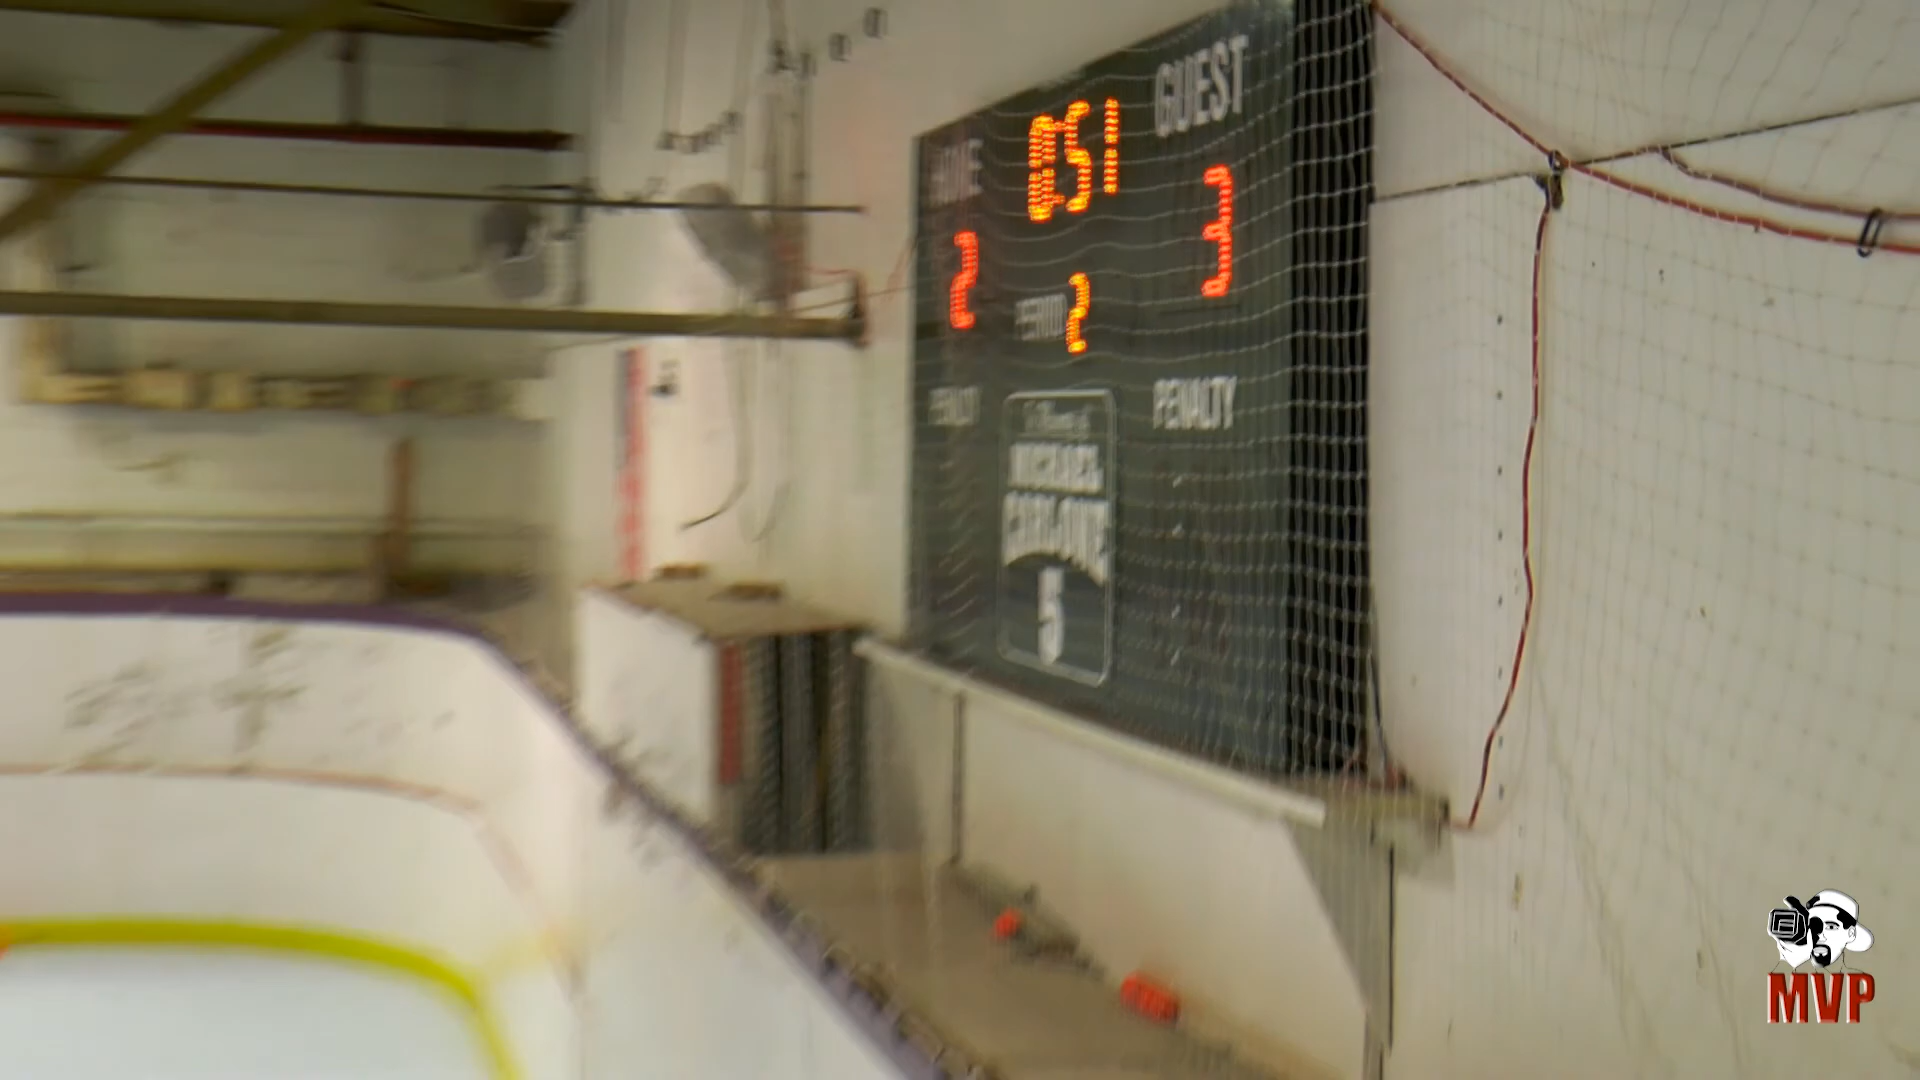 HOME
0:51
GUEST
2
3
PERIOD 2
PENALTY
PENALTY
MICHAEL
5
MVP